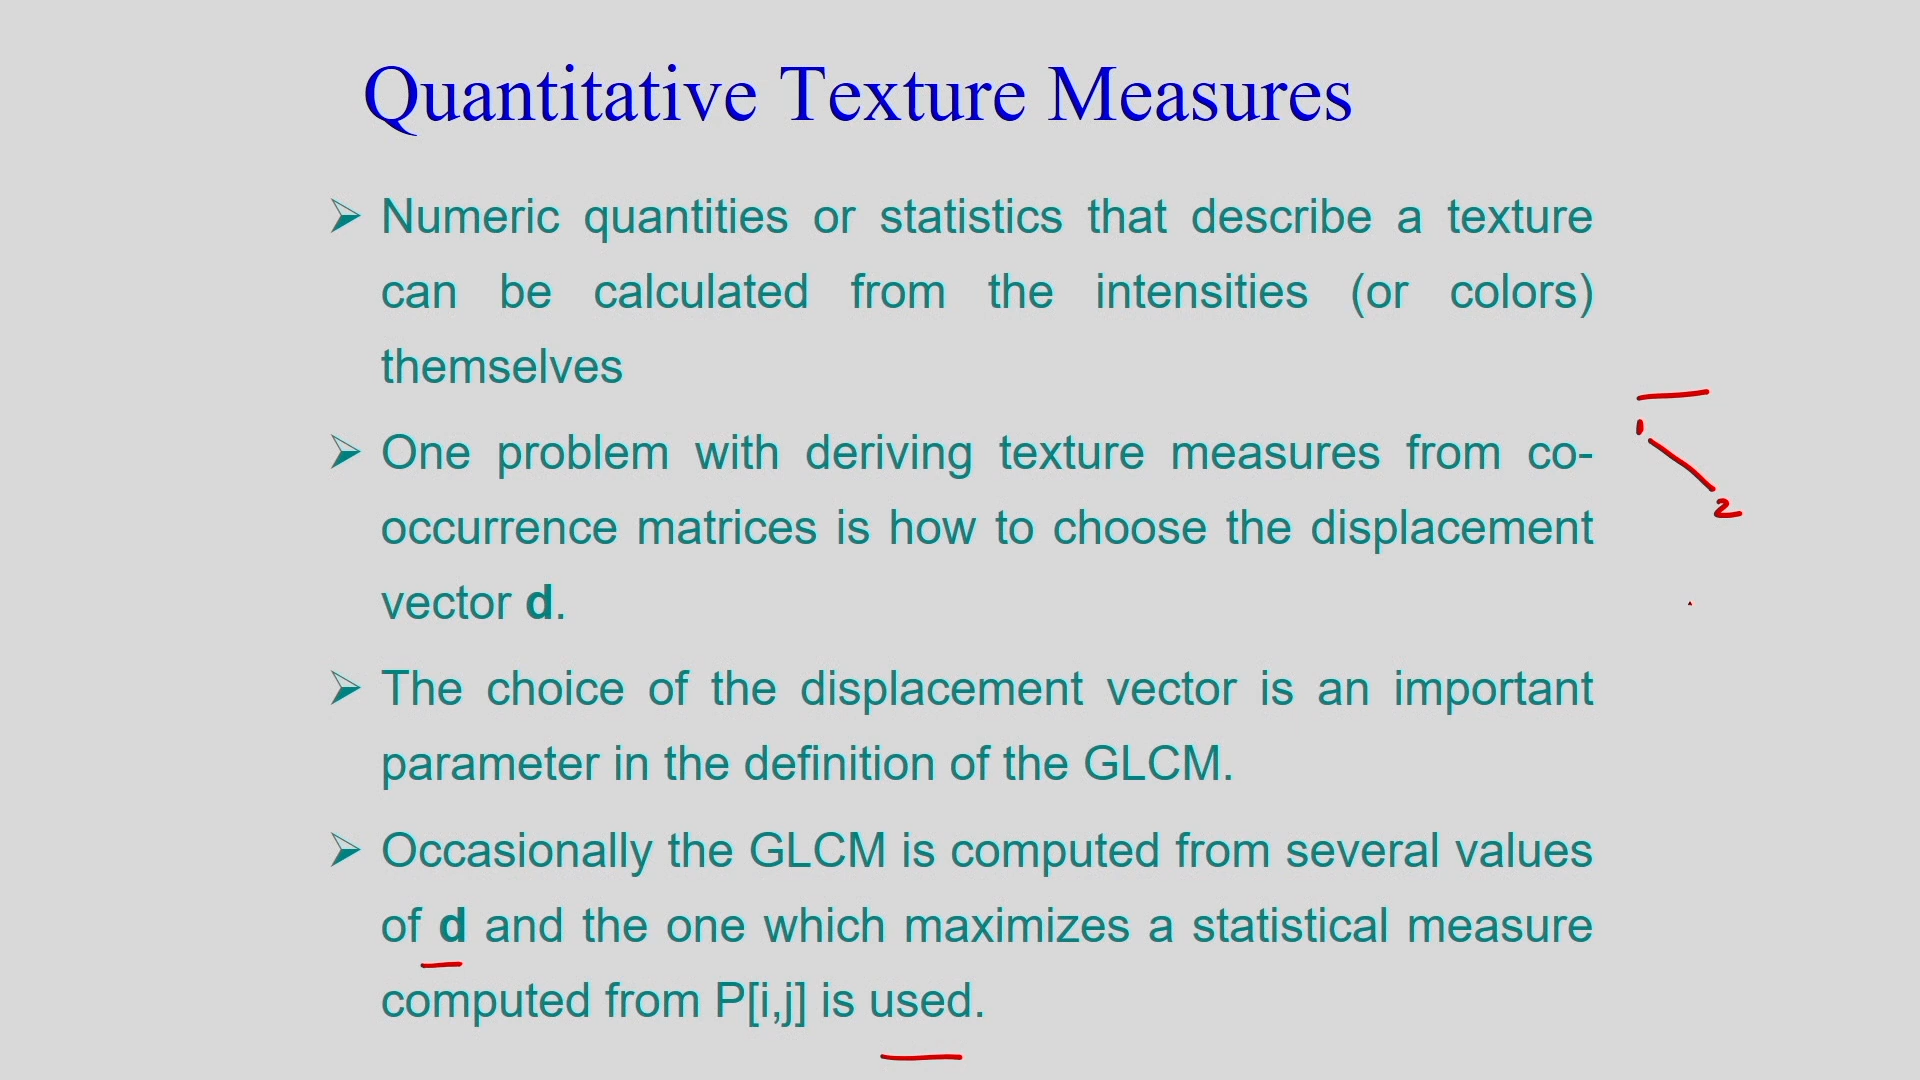 Quantitative Texture Measures
Numeric quantities or statistics that describe a texture
can be calculated from the intensities (or colors)
themselves
One problem with deriving texture measures from co-
occurrence matrices is how to choose the displacement
vector d.
The choice of the displacement vector is an important
parameter in the definition of the GLCM.
Occasionally the GLCM is computed from several values
of d and the one which maximizes a statistical measure
computed from P[i,j] is used.
2